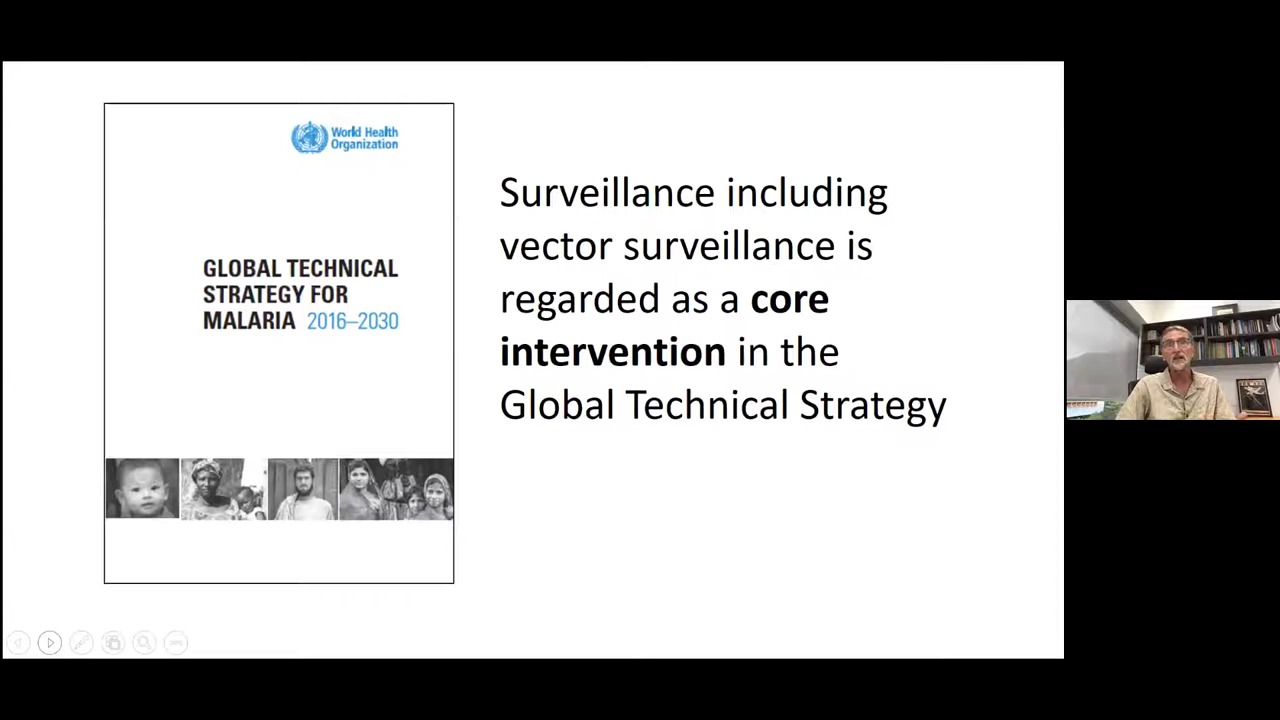 World Health
Organization
GLOBAL TECHNICAL
STRATEGY FOR
MALARIA 2016–2030
Surveillance including
vector surveillance is
regarded as a core
intervention in the
Global Technical Strategy